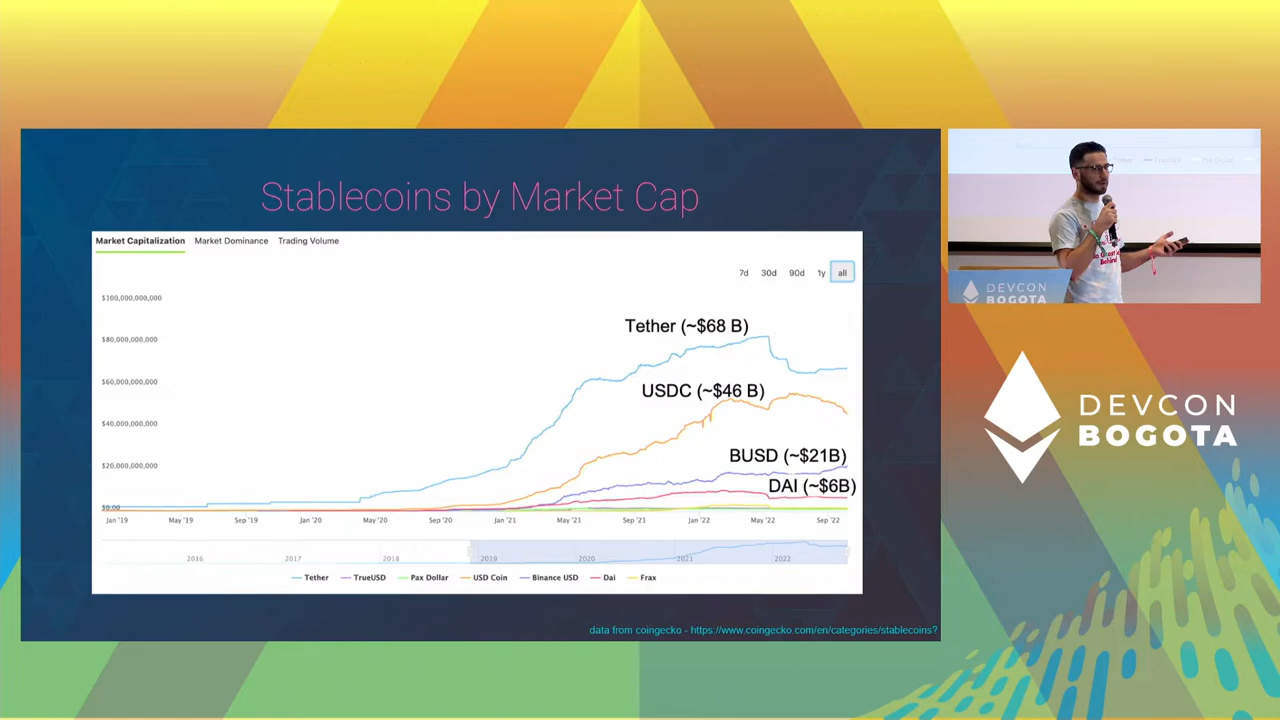 Stablecoins by Market Cap
Market Capitalization Market Dominance Trading Volume
7d 30d 90d 1y all
$100,000,000,000
$80,000,000,000
$60,000,000,000
$40,000,000,000
$20,000,000,000
$0.00
Tether (~$68 B)
USDC (~$46 B)
BUSD (~$21B)
DAI (~$6B)
Jan '19 May '19 Sep '19 Jan '20 May '20 Sep '20 Jan '21 May '21 Sep '21 Jan '22 May '22 Sep '22
2016 2017 2018 2019 2020 2021 2022
Tether TrueUSD Pax Dollar USD Coin Binance USD Dai Frax
data from coingecko - https://www.coingecko.com/en/categories/stablecoins?
DEVCON
BOGOTA
DEVCON
BOGOTA